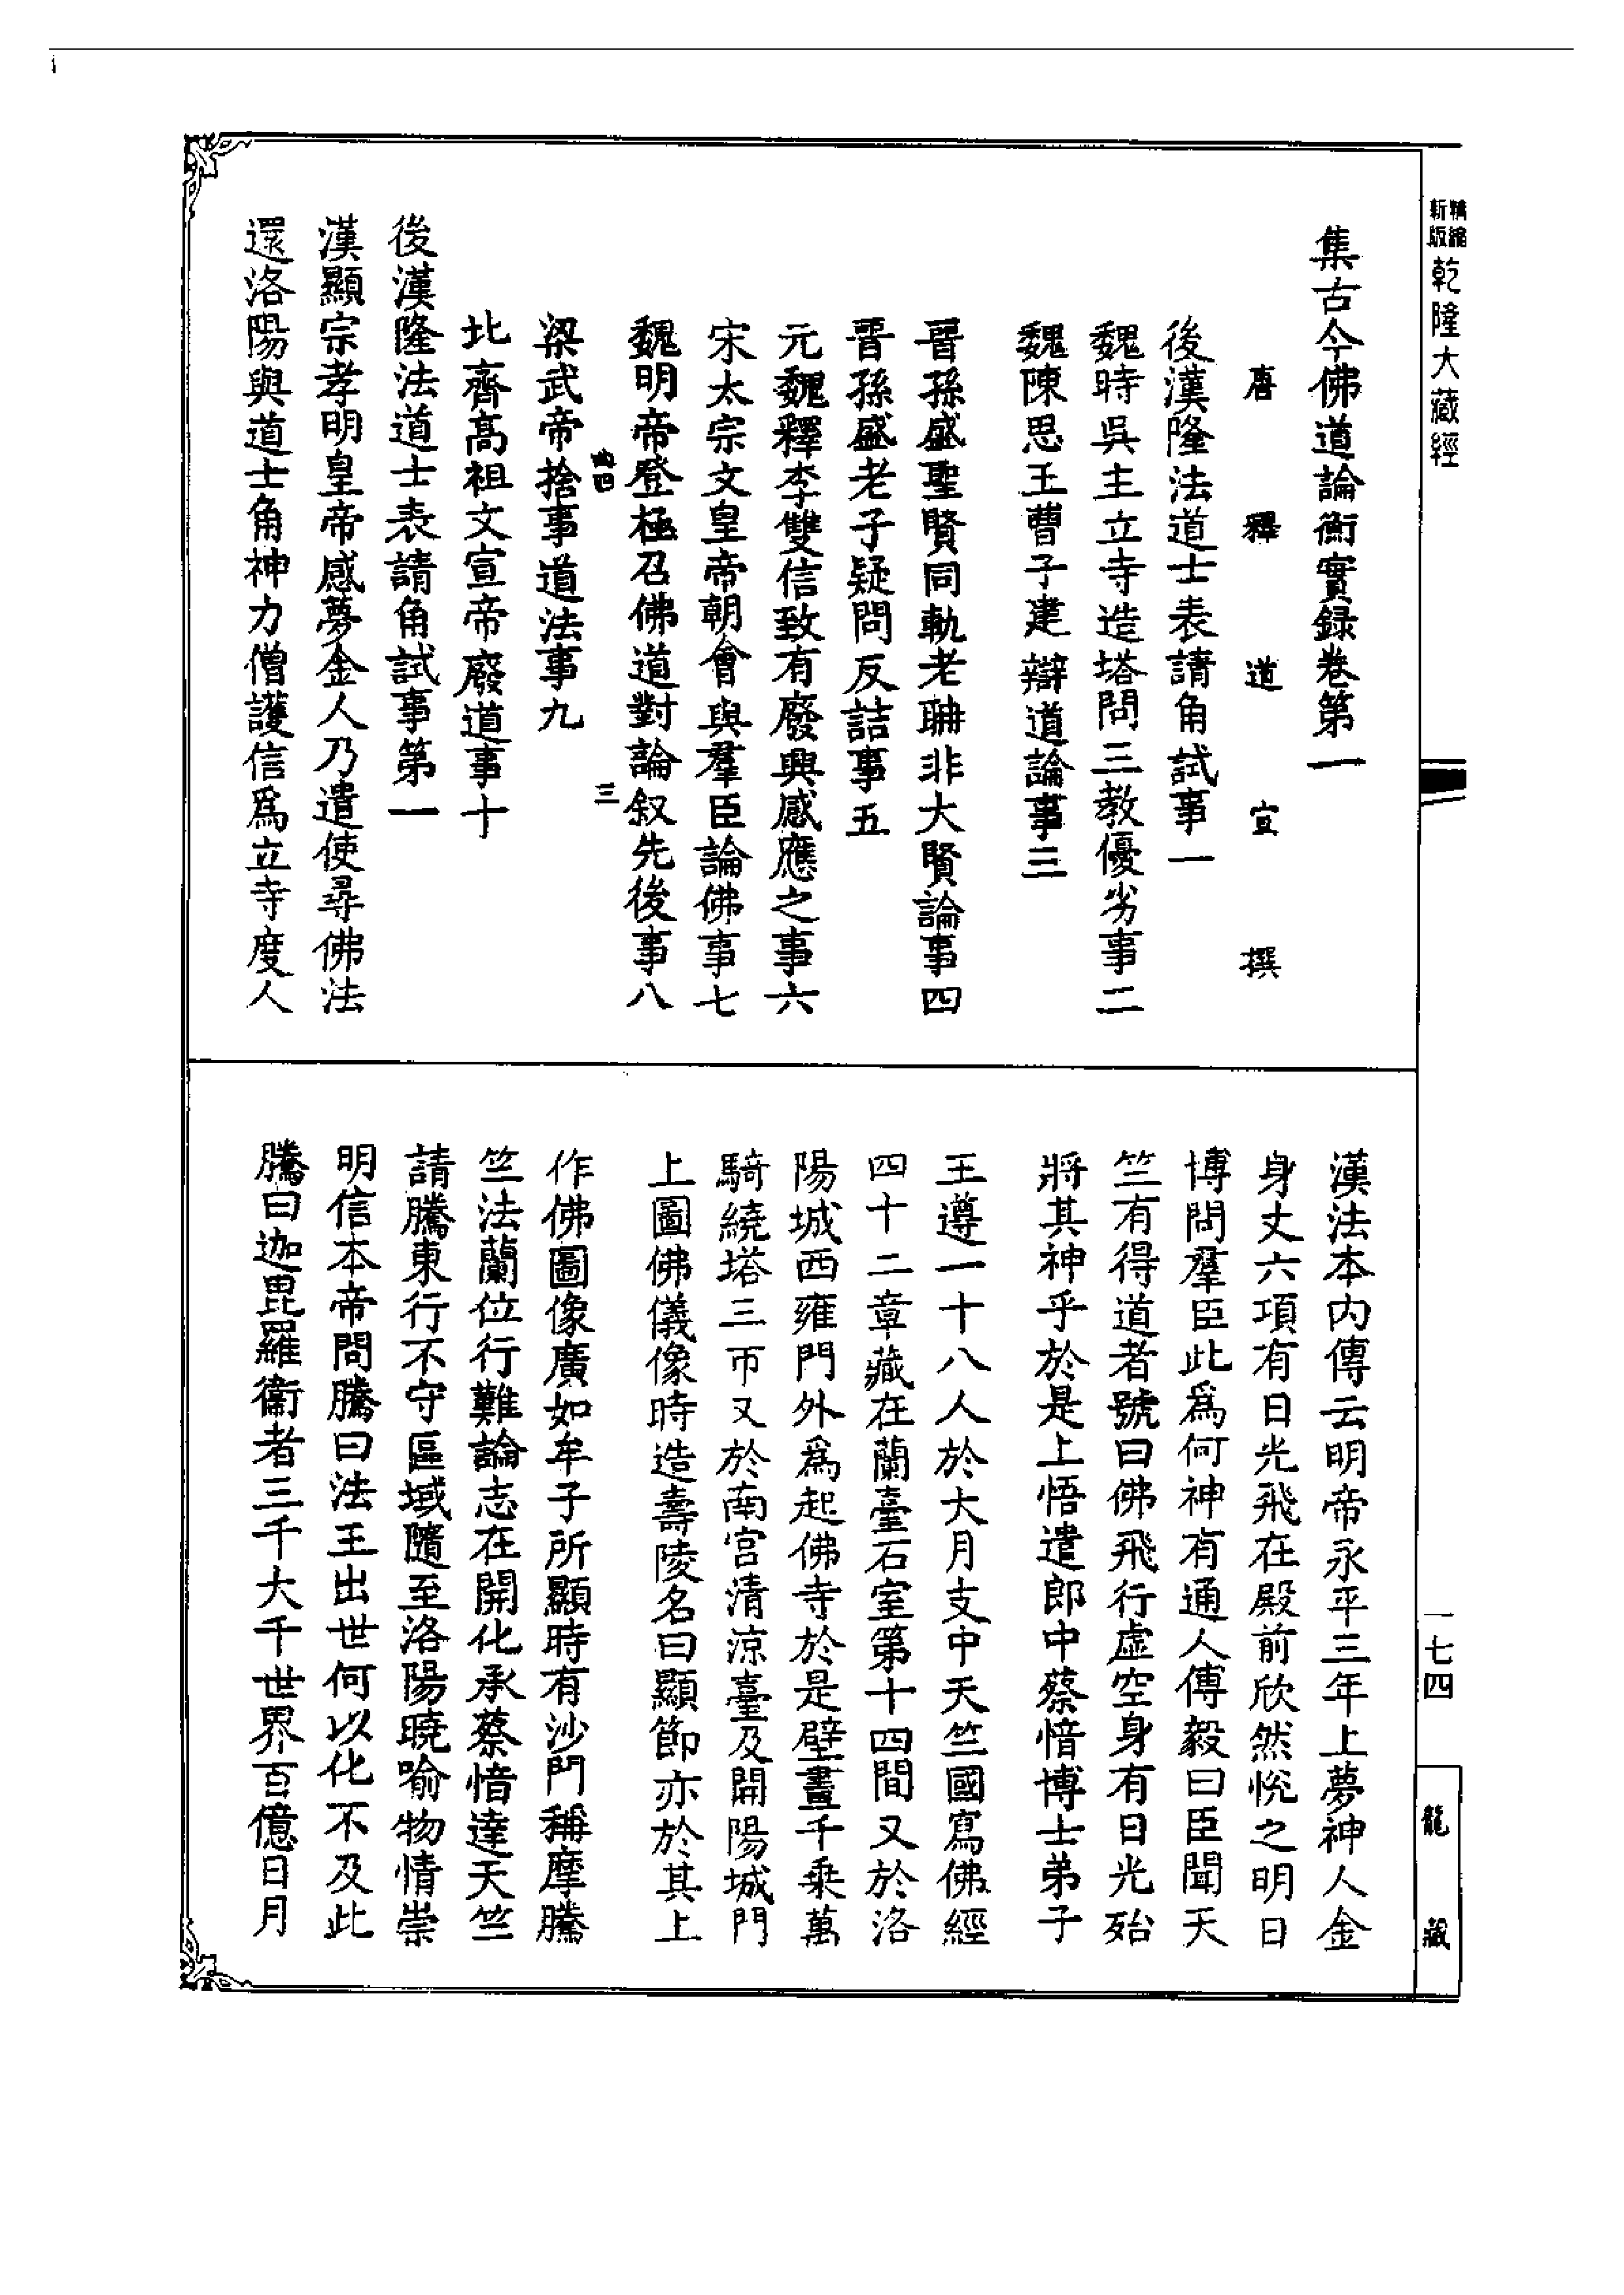 新版精縮乾隆大藏經
集古今佛道論衡實録卷第一
唐釋道宣撰
後漢隆法道士表請角試事一
魏時吳主立寺造塔問三教優劣事二
魏陳思王曹子建辯道論事三
晉孫盛聖賢同軌老聃非大賢論事四
晉孫盛老子疑問反詰事五
元魏釋李雙信致有廢興感應之事六
宋太宗文皇帝朝會與羣臣論佛事七
魏明帝登極召佛道對論叙先後事八
三
梁武帝捨事道法事九
北齊高祖文宣帝廢道事十
後漢隆法道士表請角試事第一
漢顯宗孝明皇帝感夢金人乃遣使尋佛法
還洛陽與道士角神力僧護信爲立寺度人
漢法本內傳云明帝永平三年上夢神人金
身丈六項有日光飛在殿前欣然悅之明日
博問羣臣此爲何神有通人傅毅曰臣聞天
竺有得道者號曰佛飛行虛空身有日光殆
將其神乎於是上悟遣郎中蔡愔博士弟子
王遵一十八人於大月支中天竺國寫佛經
四十二章藏在蘭臺石室第十四間又於洛
陽城西雍門外爲起佛寺於是壁畫千乘萬
騎繞塔三帀又於南宮清涼臺及開陽城門
上圖佛儀像時造壽陵名曰顯節亦於其上
作佛圖像廣如牟子所顯時有沙門稱摩騰
竺法蘭位行難論志在開化承蔡愔達天竺
請騰東行不守區域隨至洛陽曉喻物情崇
明信本帝問騰曰法王出世何以化不及此
騰曰迦毘羅衞者三千大千世界百億日月
一七四
龍藏